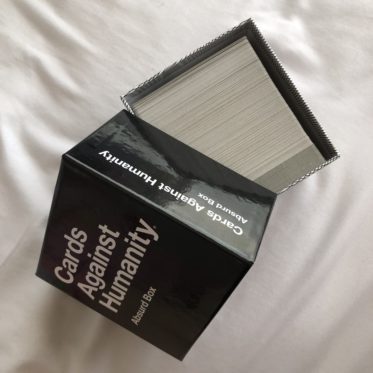 Cards Against Humanity
Absurd Box
Cards
Against
Humanity®
Absurd Box